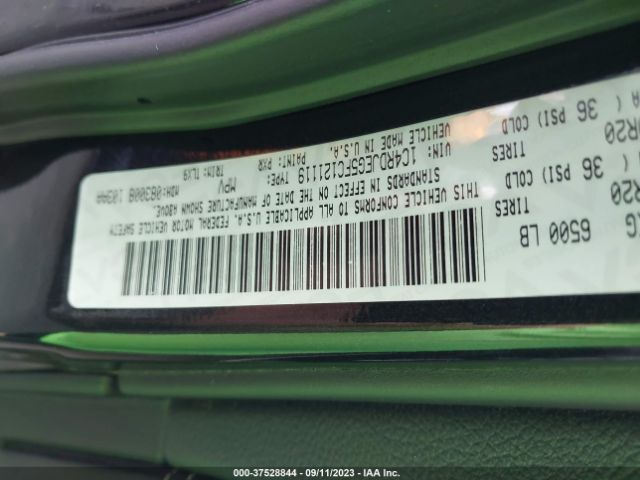 6500 LB
TIRES
R20
36 PSI) COLD
TIRES
R20
36 PSI) COLD
THIS VEHICLE CONFORMS TO ALL APPLICABLE U.S.A. FEDERAL MOTOR VEHICLE SAFETY
STANDARDS IN EFFECT ON THE DATE OF MANUFACTURE SHOWN ABOVE.
VIN: 1C4RDJEG5FC121119 TYPE: MPV MDH:083008 103AA
VEHICLE MADE IN U.S.A. PAINT: PXR TRIM: TLX9
000-37528844 - 09/11/2023 - IAA Inc.